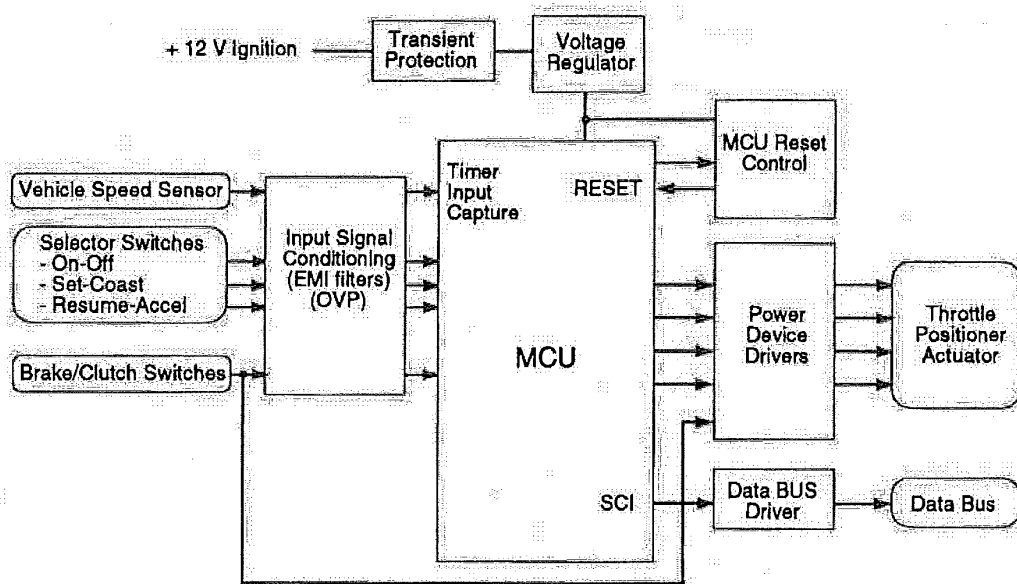 + 12 V Ignition
Transient
Protection
Voltage
Regulator
MCU Reset
Control
Vehicle Speed Sensor
Selector Switches
- On-Off
- Set-Coast
- Resume-Accel
Brake/Clutch Switches
Input Signal
Conditioning
(EMI filters)
(OVP)
Timer
Input
Capture
RESET
MCU
SCI
Power
Device
Drivers
Throttle
Positioner
Actuator
Data BUS
Driver
Data Bus